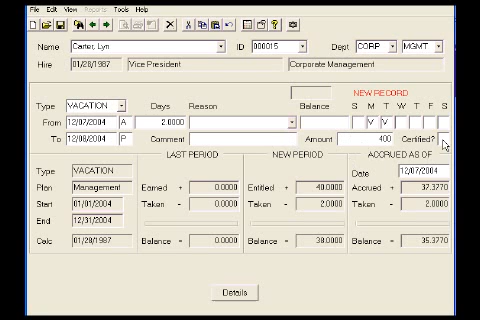 File Edit View Reports Tools Help
Name Carter, Lyn ID 000015 Dept CORP MGMT
Hire 01/28/1987 Vice President Corporate Management
NEW RECORD
Type VACATION Days Reason Balance S M T W T F S
From 12/07/2004 A 2.0000 V V
To 12/08/2004 P Comment Amount 400 Certified?
LAST PERIOD NEW PERIOD ACCRUED AS OF
Type VACATION Date 12/07/2004
Plan Management Earned + 0.0000 Entitled + 40.0000 Accrued + 37.3770
Start 01/01/2004 Taken - 0.0000 Taken - 2.0000 Taken - 2.0000
End 12/31/2004
Calc 01/28/1987 Balance = 0.0000 Balance = 38.0000 Balance = 35.3770
Details